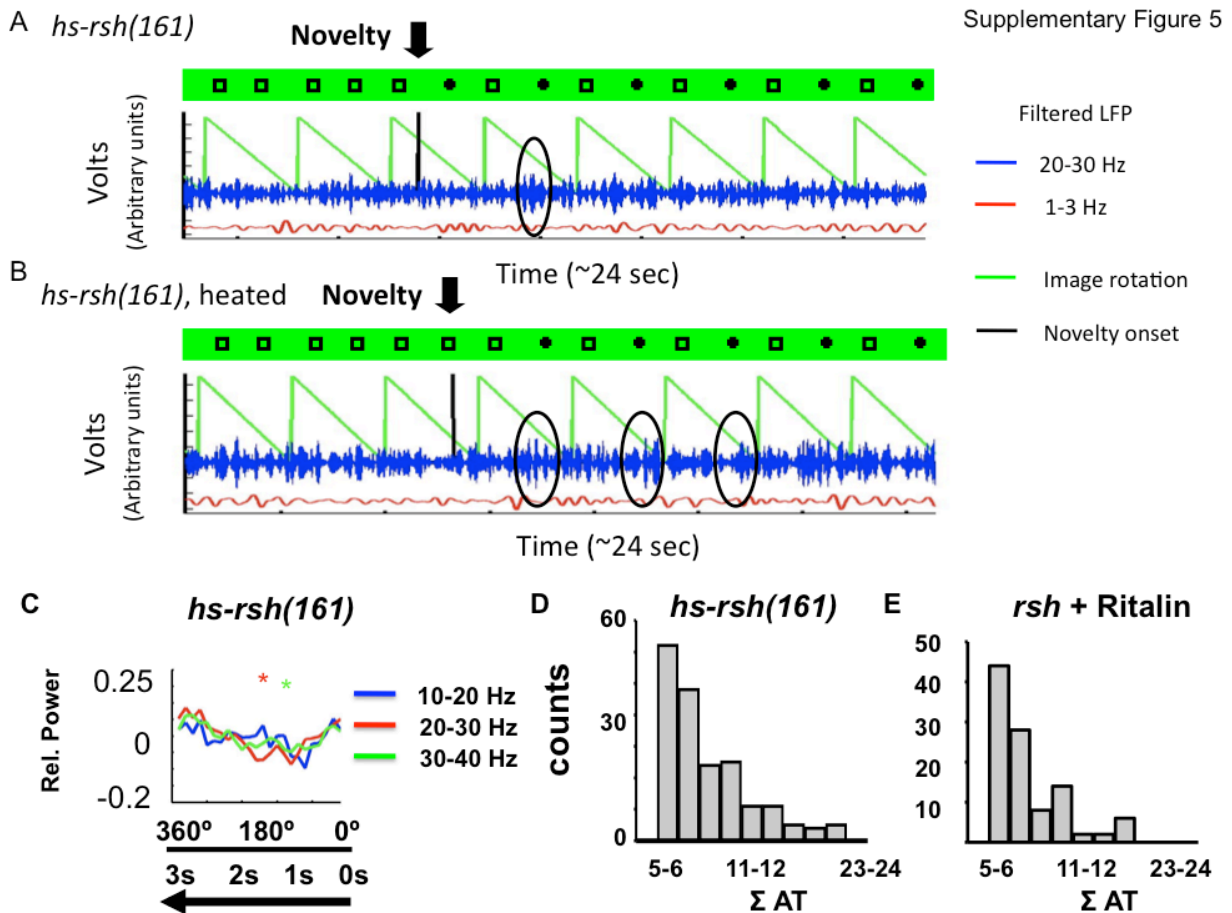 Supplementary Figure 5
A hs-rsh(161)
Novelty
Volts
(Arbitrary units)
Time (~24 sec)
Filtered LFP
20-30 Hz
1-3 Hz
Image rotation
Novelty onset
B hs-rsh(161), heated
Novelty
Volts
(Arbitrary units)
Time (~24 sec)
C hs-rsh(161)
Rel. Power
0.25
0
-0.2
360º 180º 0º
3s 2s 1s 0s
10-20 Hz
20-30 Hz
30-40 Hz
D hs-rsh(161)
counts
60
30
0
5-6 11-12 23-24
Σ AT
E rsh + Ritalin
50
40
30
20
10
5-6 11-12 23-24
Σ AT